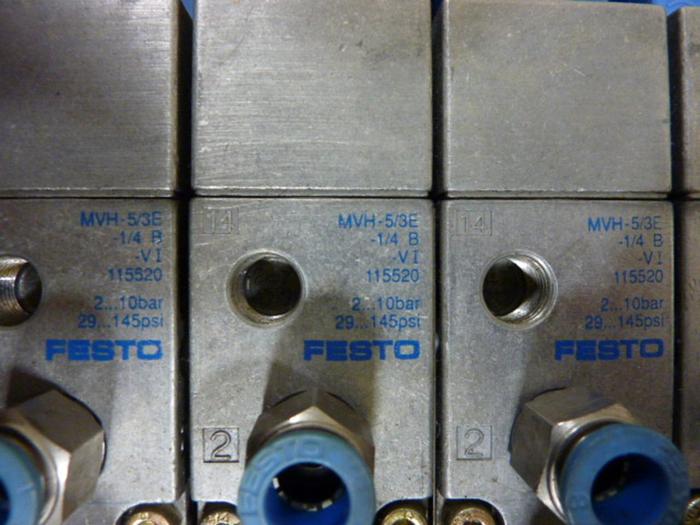 MVH-5/3E
-1/4 B
-VI
115520
2...10bar
29...145psi
FESTO
14
MVH-5/3E
-1/4 B
-VI
115520
2...10bar
29...145psi
FESTO
2
FESTO
14
MVH-5/3E
-1/4 B
-VI
115520
2...10bar
29...145psi
FESTO
2